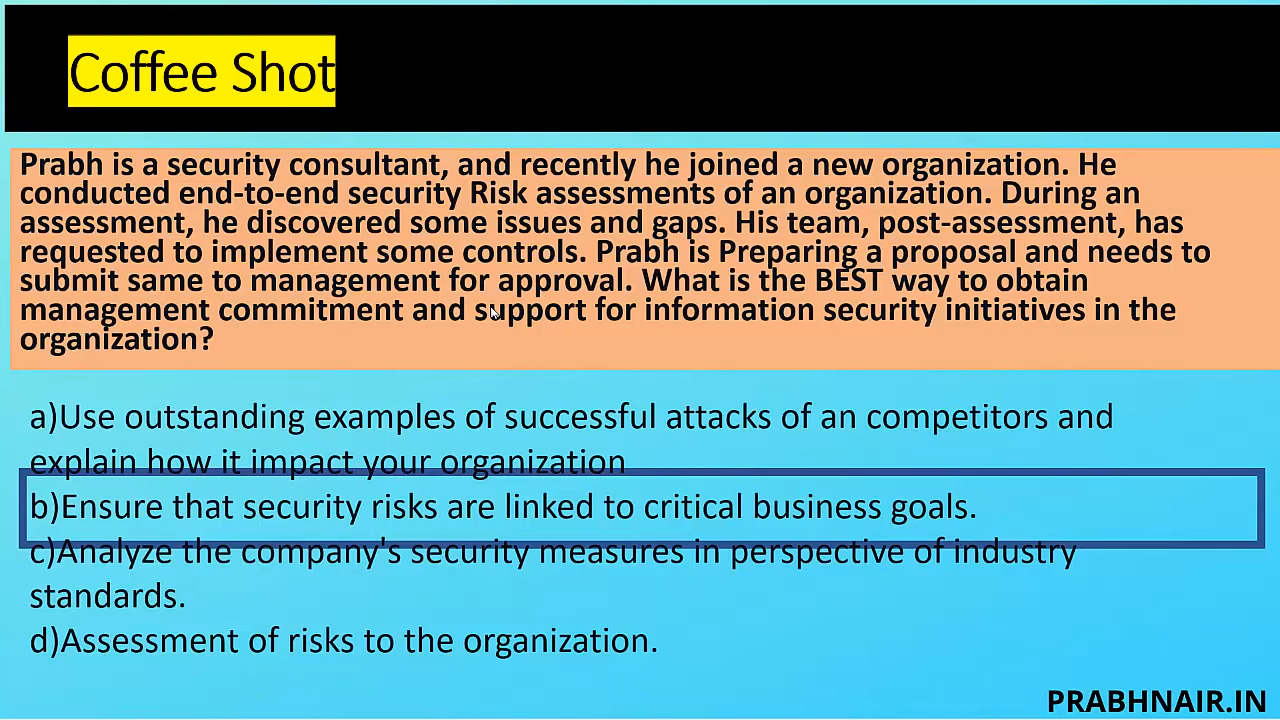 Coffee Shot
Prabh is a security consultant, and recently he joined a new organization. He
conducted end-to-end security Risk assessments of an organization. During an
assessment, he discovered some issues and gaps. His team, post-assessment, has
requested to implement some controls. Prabh is Preparing a proposal and needs to
submit same to management for approval. What is the BEST way to obtain
management commitment and support for information security initiatives in the
organization?
a)Use outstanding examples of successful attacks of an competitors and
explain how it impact your organization
b)Ensure that security risks are linked to critical business goals.
c)Analyze the company's security measures in perspective of industry
standards.
d)Assessment of risks to the organization.
PRABHNAIR.IN